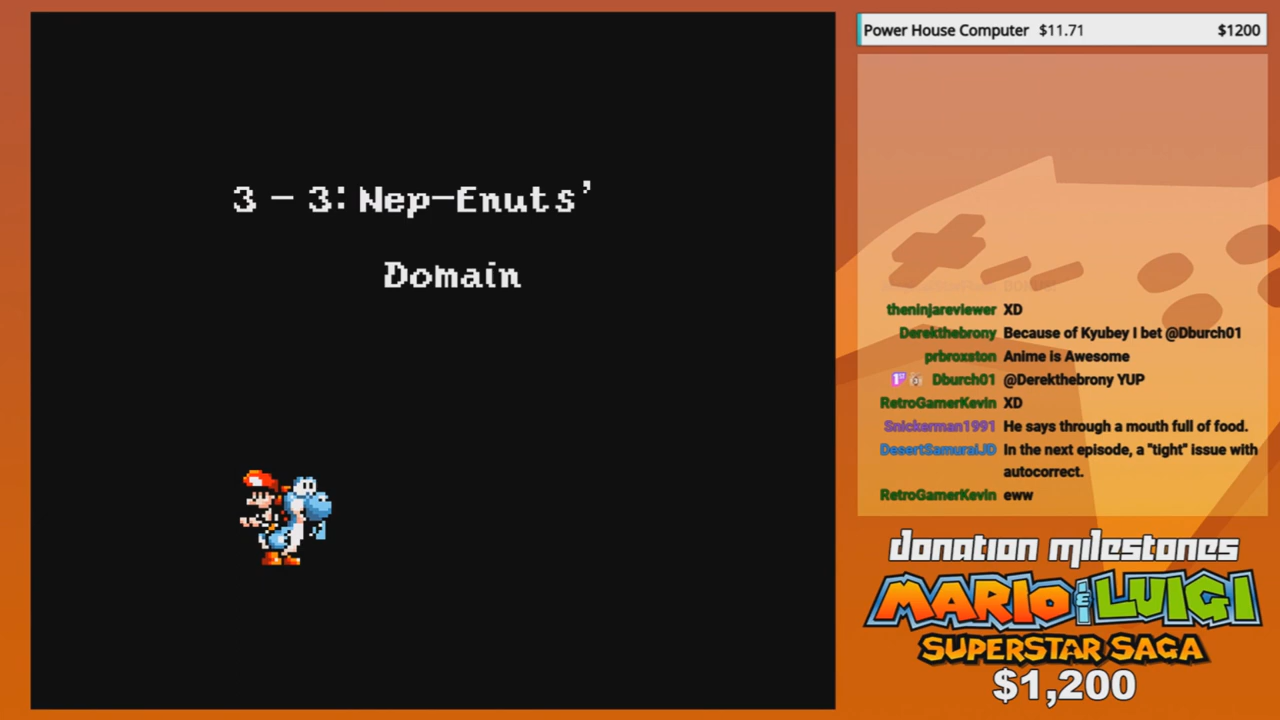 Power House Computer $11.71 $1200
3 - 3: Nep-Enuts'
Domain
theninjareviewer XD
Derekthebrony Because of Kyubey I bet @Dburch01
prbroxston Anime is Awesome
Dburch01 @Derekthebrony YUP
RetroGamerKevin XD
Snickerman1991 He says through a mouth full of food.
DesertSamuraiJD In the next episode, a "tight" issue with
autocorrect.
RetroGamerKevin eww
donation milestones
MARIO & LUIGI
SUPERSTAR SAGA
$1,200